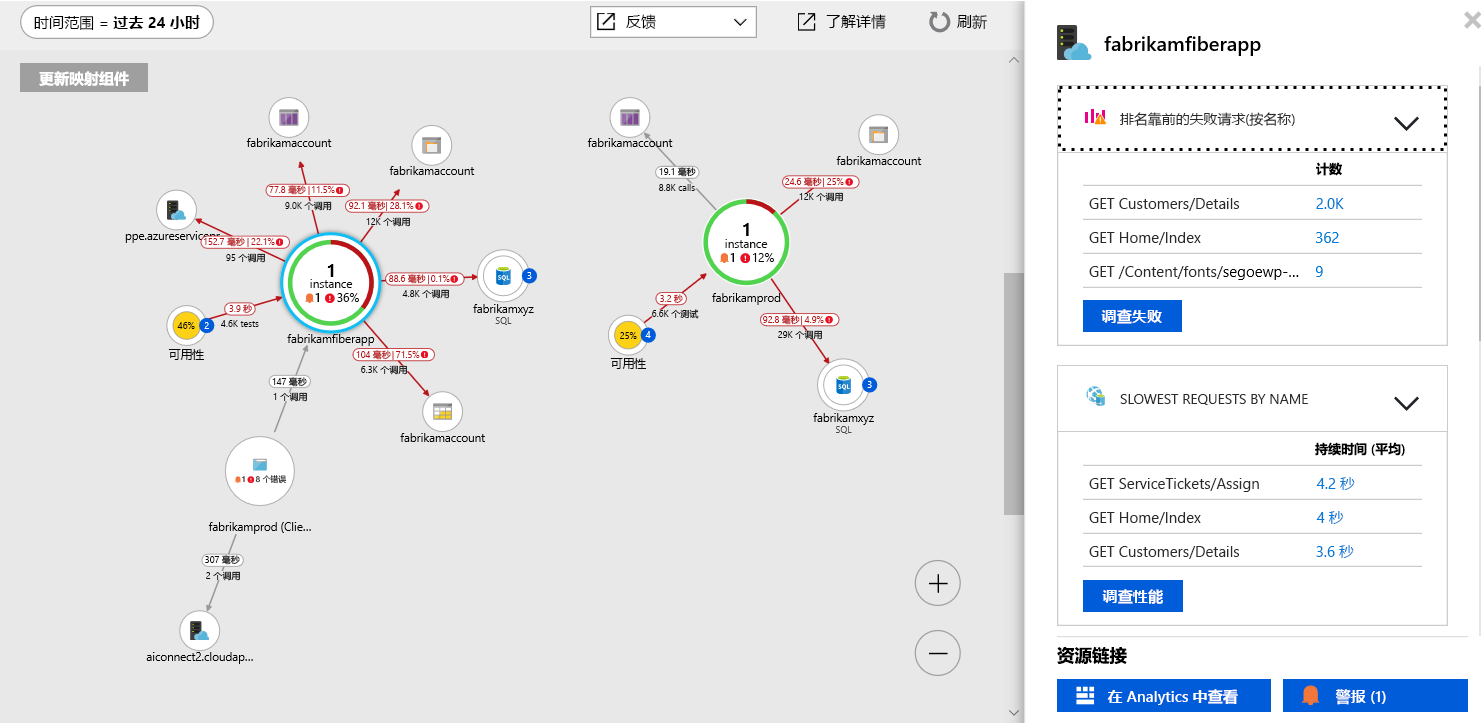 时间范围 = 过去 24 小时
反馈
了解详情
刷新
更新映射组件
fabrikamaccount
77.8 毫秒 | 11.5%
9.0K 个调用
fabrikamaccount
92.1 毫秒 | 28.1%
12K 个调用
ppe.azureservicepr
152.7 毫秒 | 22.1%
95 个调用
1
instance
1 36%
fabrikamfiberapp
88.6 毫秒 | 0.1%
4.8K 个调用
SQL
3
fabrikamxyz
SQL
46%
2
可用性
3.9 秒
4.6K tests
104 毫秒 | 71.5%
6.3K 个调用
fabrikamaccount
147 毫秒
1 个调用
1 8 个错误
fabrikamprod (Clie...
307 毫秒
2 个调用
aiconnect2.cloudap...
fabrikamaccount
19.1 毫秒
8.8K calls
fabrikamaccount
24.6 毫秒 | 25%
12K 个调用
1
instance
1 12%
fabrikamprod
3.2 秒
6.6K 个测试
25%
4
可用性
92.8 毫秒 | 4.9%
29K 个调用
SQL
3
fabrikamxyz
SQL
fabrikamfiberapp
排名靠前的失败请求(按名称)
计数
GET Customers/Details 2.0K
GET Home/Index 362
GET /Content/fonts/segoewp-... 9
调查失败
SLOWEST REQUESTS BY NAME
持续时间 (平均)
GET ServiceTickets/Assign 4.2 秒
GET Home/Index 4 秒
GET Customers/Details 3.6 秒
调查性能
资源链接
在 Analytics 中查看
警报 (1)